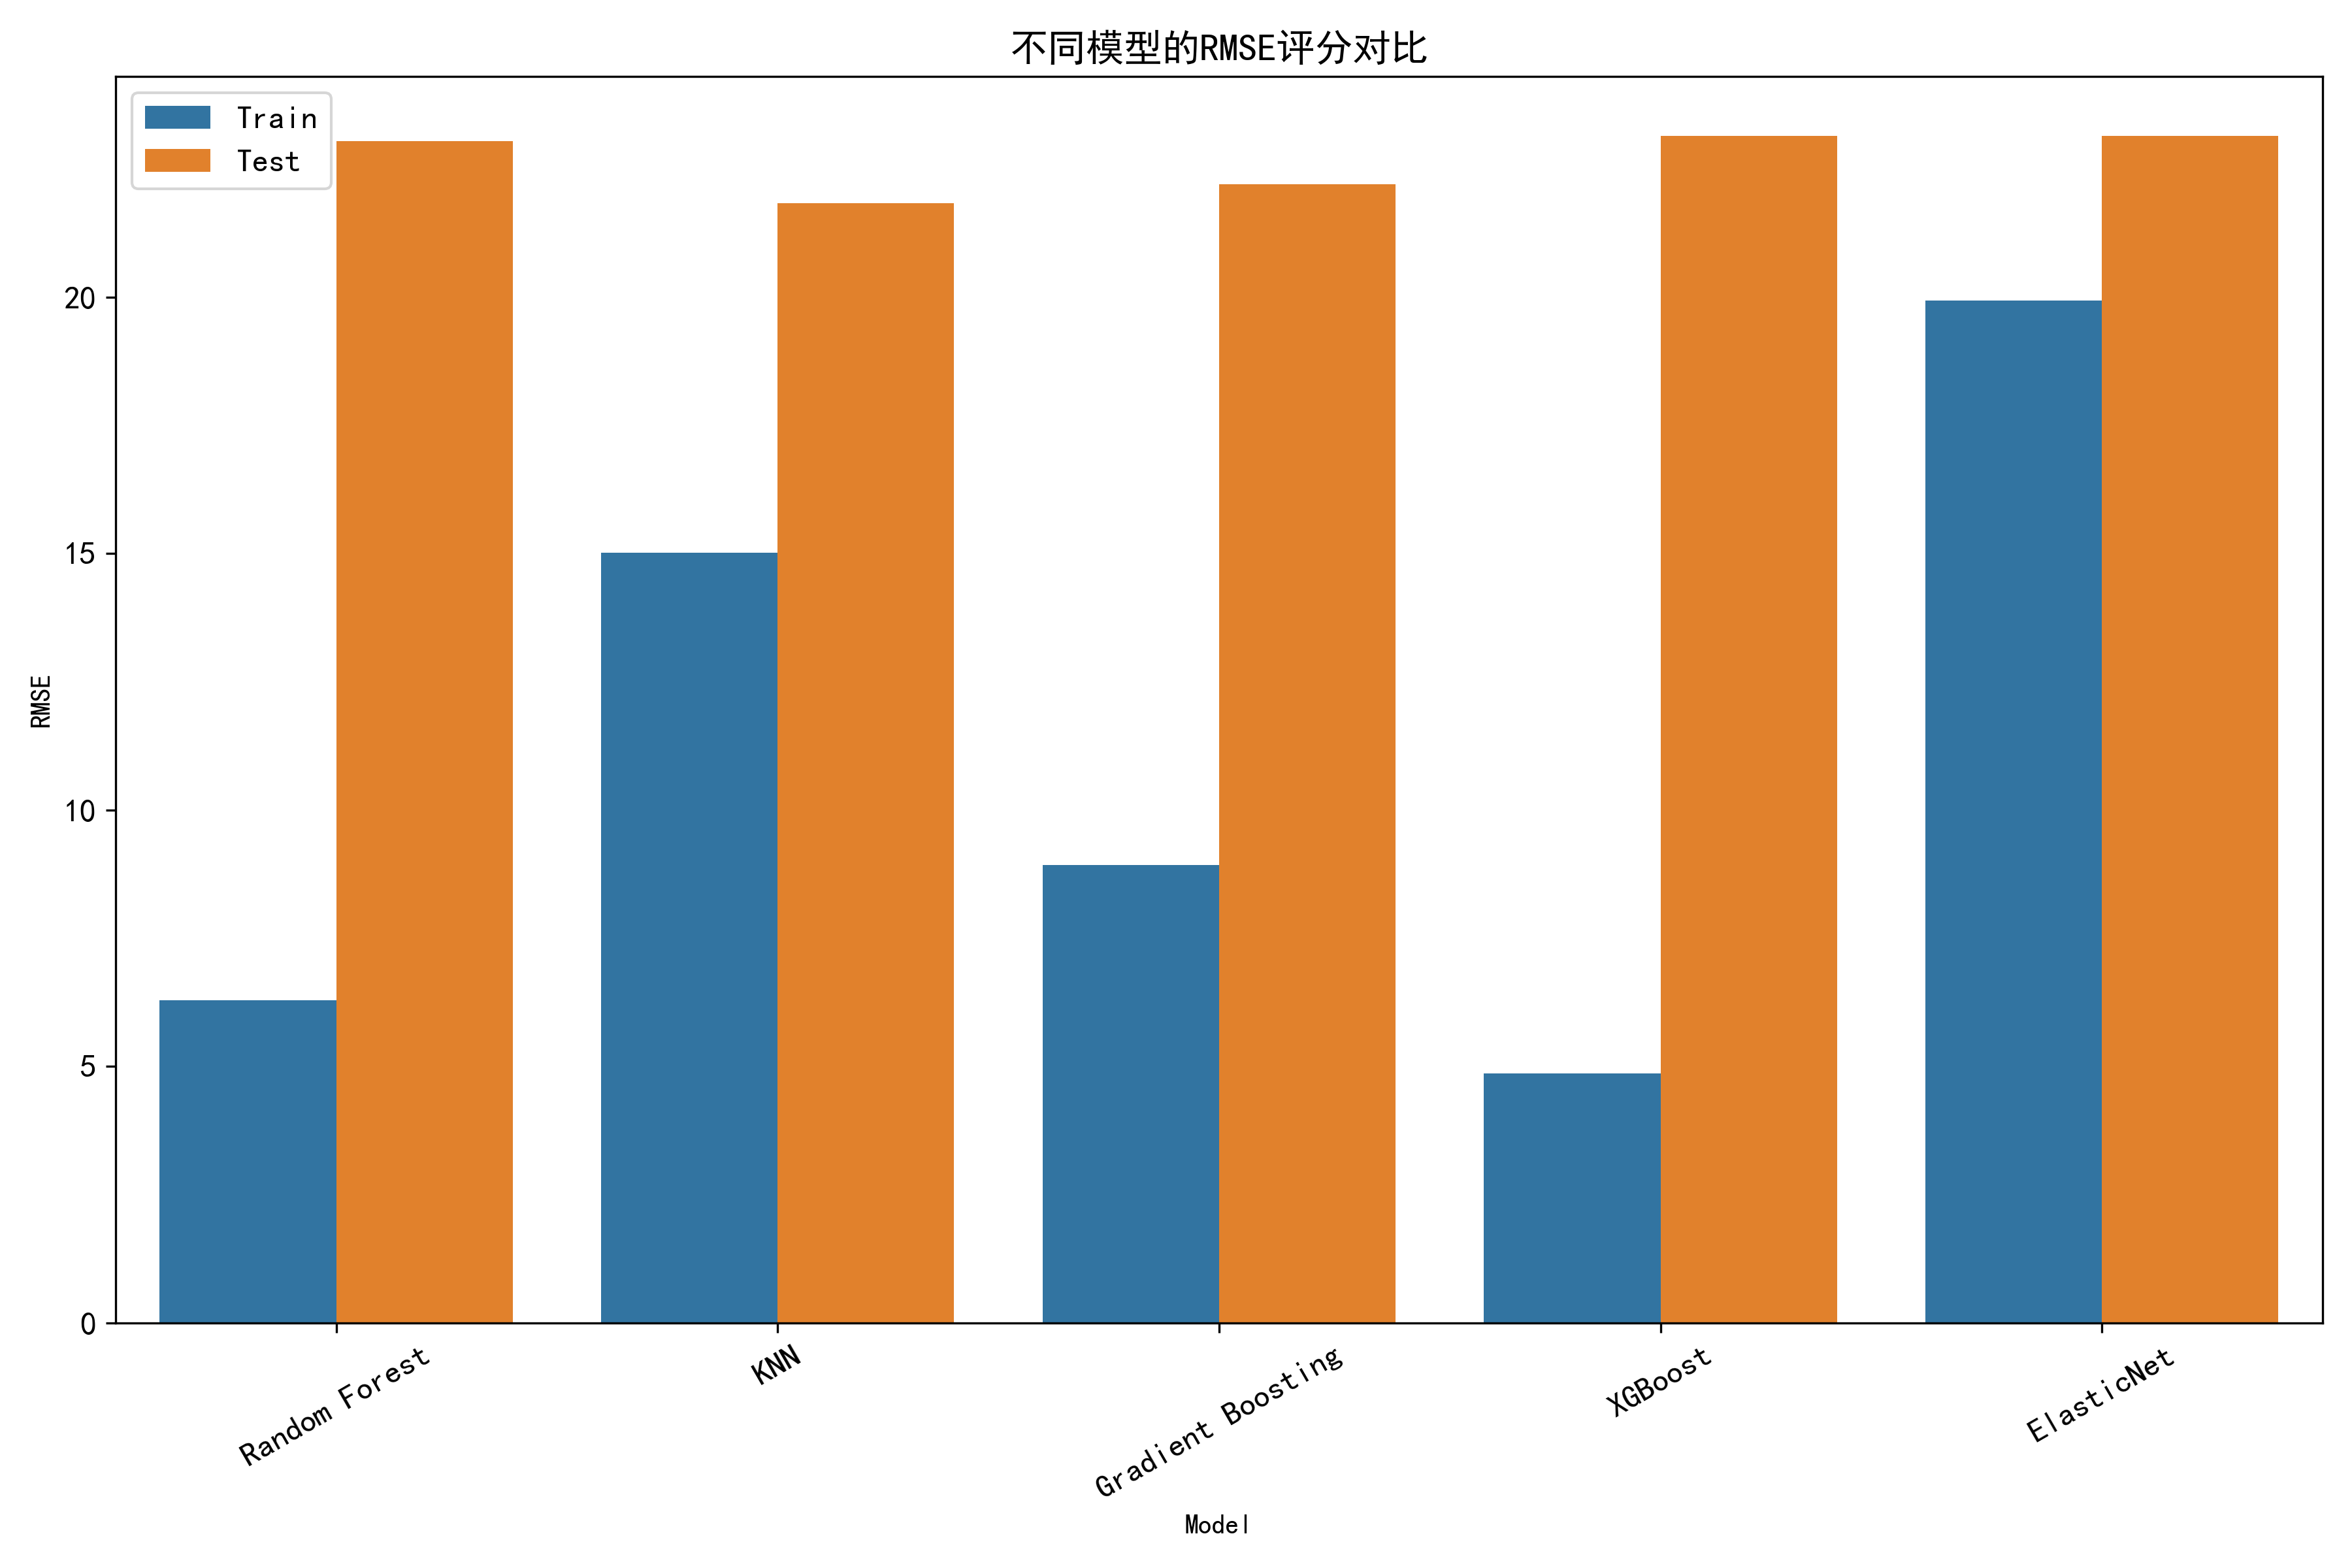 不同模型的RMSE评分对比
Train
Test
RMSE
20
15
10
5
0
Random Forest
KNN
Gradient Boosting
XGBoost
ElasticNet
Model